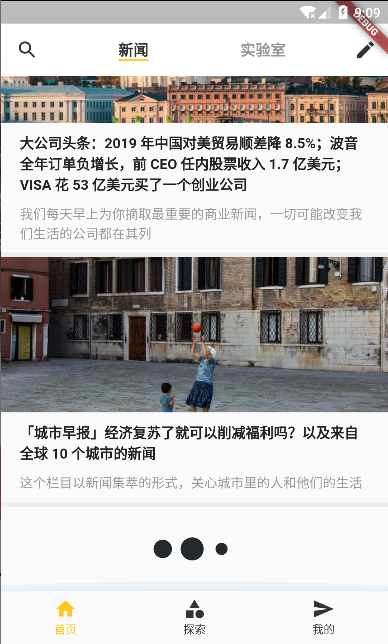 9:09
DEBUG
新闻
实验室
大公司头条：2019 年中国对美贸易顺差降 8.5%；波音
全年订单负增长，前 CEO 任内股票收入 1.7 亿美元；
VISA 花 53 亿美元买了一个创业公司
我们每天早上为你摘取最重要的商业新闻，一切可能改变我
们生活的公司都在其列
「城市早报」经济复苏了就可以削减福利吗？以及来自
全球 10 个城市的新闻
这个栏目以新闻集萃的形式，关心城市里的人和他们的生活
首页
探索
我的